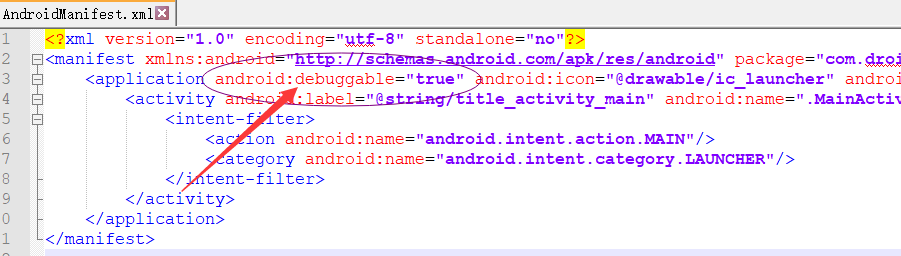 AndroidManifest.xml
1 <?xml version="1.0" encoding="utf-8" standalone="no"?>
2 <manifest xmlns:android="http://schemas.android.com/apk/res/android" package="com.droi
3 <application android:debuggable="true" android:icon="@drawable/ic_launcher" androi
4 <activity android:label="@string/title_activity_main" android:name=".MainActiv
5 <intent-filter>
6 <action android:name="android.intent.action.MAIN"/>
7 <category android:name="android.intent.category.LAUNCHER"/>
8 </intent-filter>
9 </activity>
0 </application>
1 </manifest>